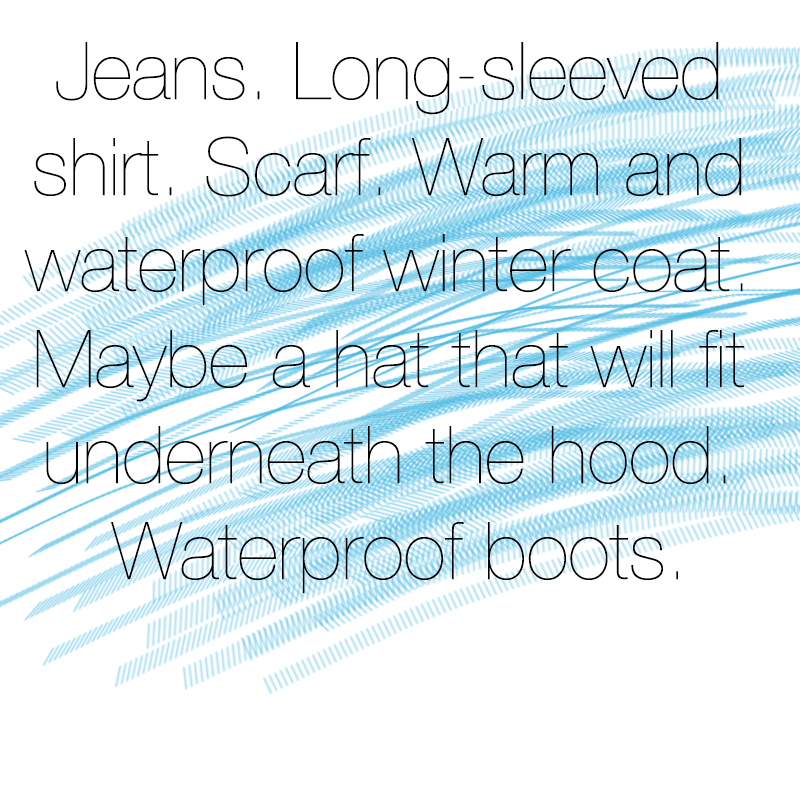 Jeans. Long-sleeved
shirt. Scarf. Warm and
waterproof winter coat.
Maybe a hat that will fit
underneath the hood.
Waterproof boots.